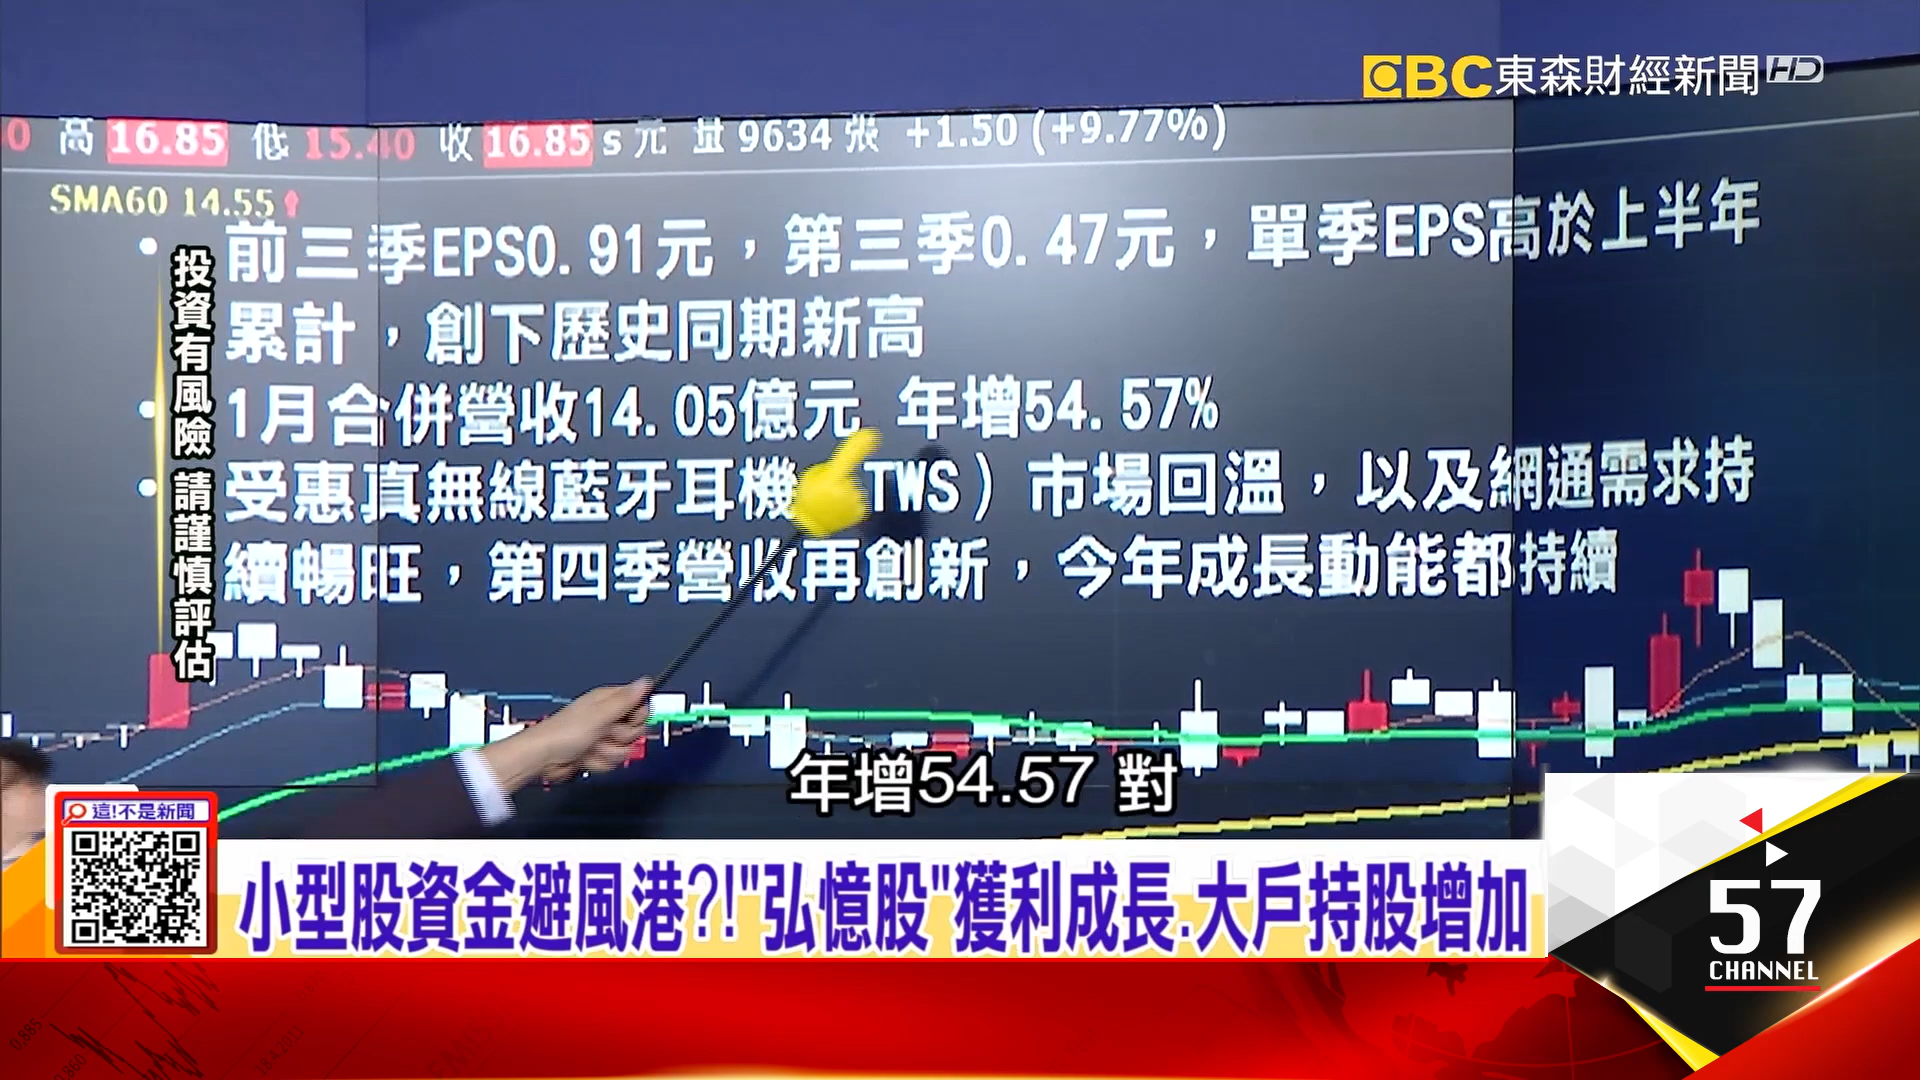 EBC東森財經新聞HD
高 16.85 低 15.40 收 16.85 s 元 量 9634 張 +1.50 (+9.77%)
SMA60 14.55
• 前三季EPS0.91元，第三季0.47元，單季EPS高於上半年
累計，創下歷史同期新高
• 1月合併營收14.05億元 年增54.57%
• 受惠真無線藍牙耳機 TWS）市場回溫，以及網通需求持
續暢旺，第四季營收再創新，今年成長動能都持續
投資有風險 請謹慎評估
年增54.57 對
這!不是新聞
小型股資金避風港?!"弘憶股"獲利成長.大戶持股增加
57
CHANNEL